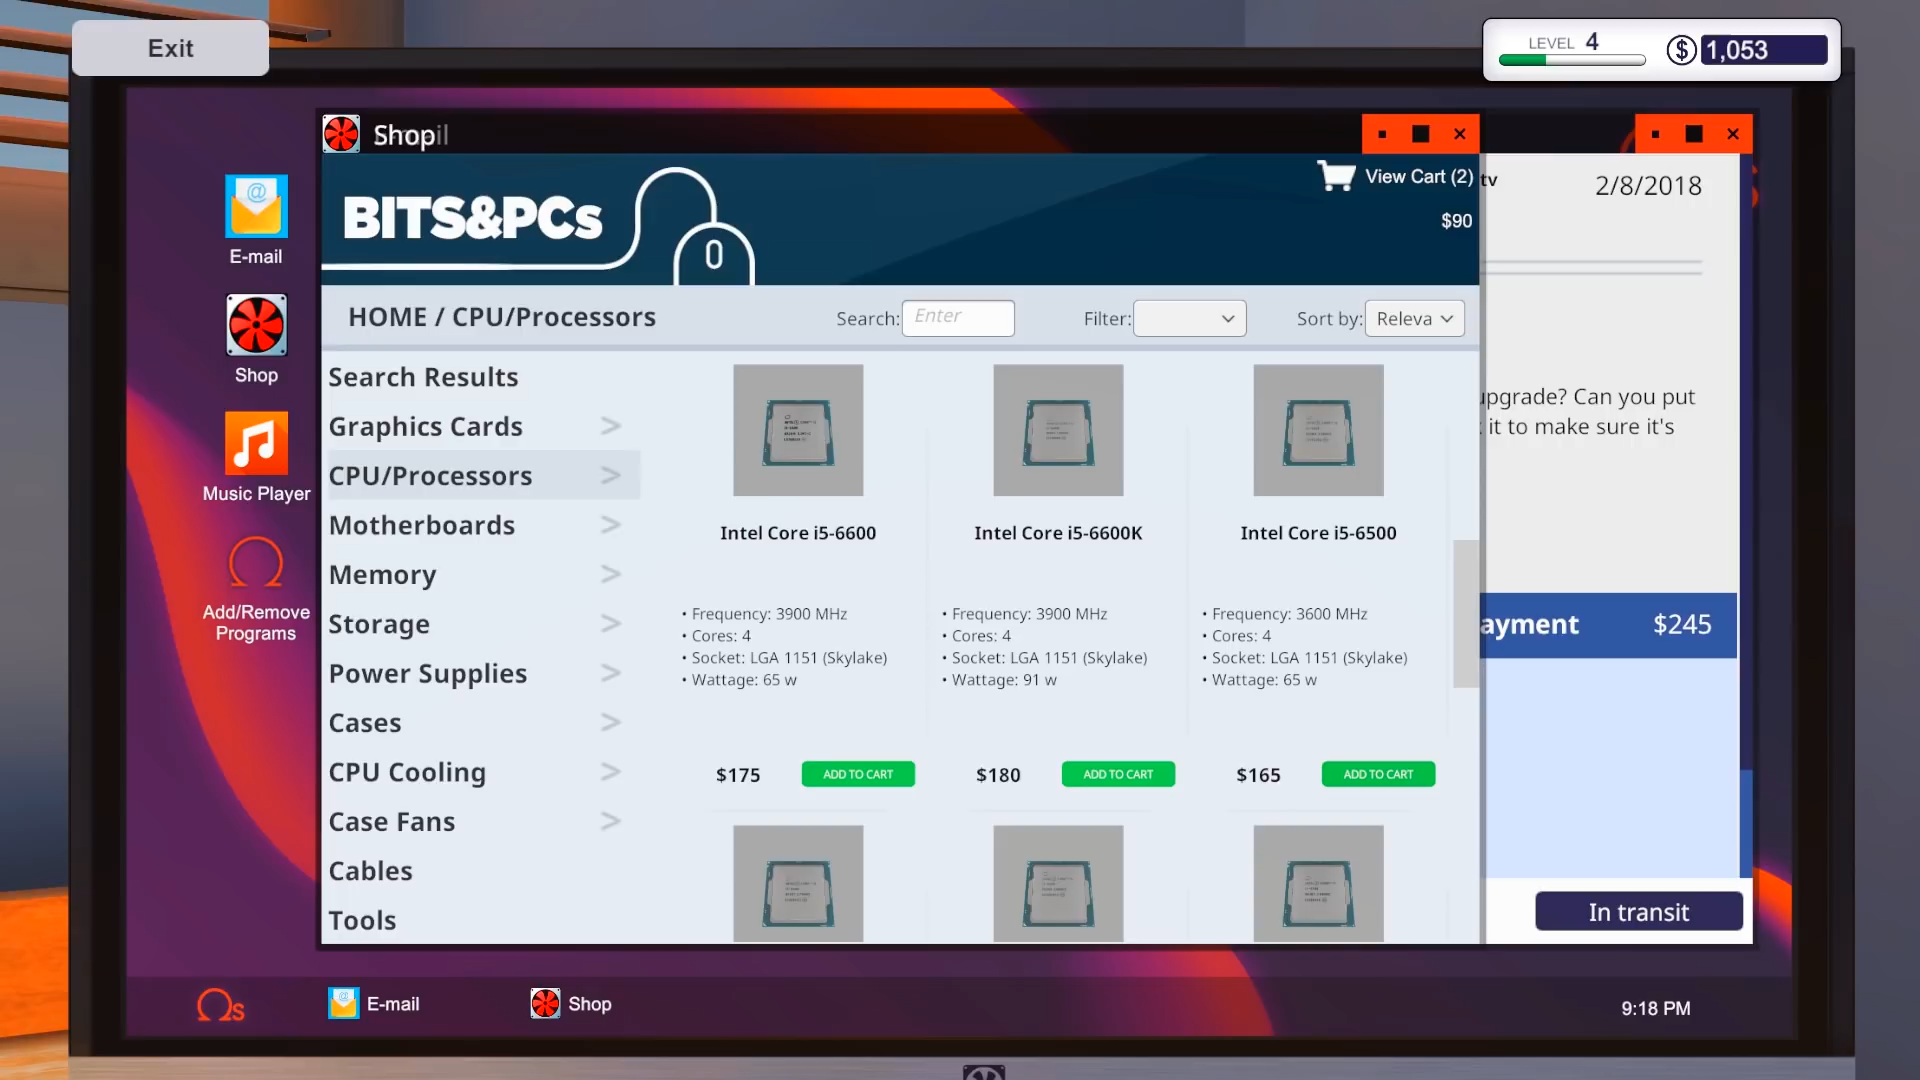 Exit
LEVEL 4
$ 1,053
Shop
View Cart (2)
$90
BITS&PCs
HOME / CPU/Processors
Search:
Enter
Filter:
Sort by:
Releva
Search Results
Graphics Cards >
CPU/Processors >
Motherboards >
Memory >
Storage >
Power Supplies >
Cases >
CPU Cooling >
Case Fans >
Cables
Tools
Intel Core i5-6600
• Frequency: 3900 MHz
• Cores: 4
• Socket: LGA 1151 (Skylake)
• Wattage: 65 w
$175
ADD TO CART
Intel Core i5-6600K
• Frequency: 3900 MHz
• Cores: 4
• Socket: LGA 1151 (Skylake)
• Wattage: 91 w
$180
ADD TO CART
Intel Core i5-6500
• Frequency: 3600 MHz
• Cores: 4
• Socket: LGA 1151 (Skylake)
• Wattage: 65 w
$165
ADD TO CART
tv
2/8/2018
upgrade? Can you put
it to make sure it's
ayment $245
In transit
E-mail
Shop
Music Player
Add/Remove
Programs
Ωs
E-mail
Shop
9:18 PM